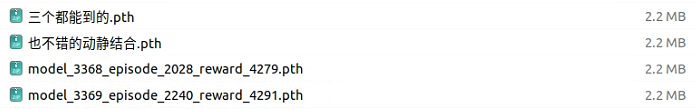 三个都能到的.pth 2.2 MB
也不错的动静结合.pth 2.2 MB
model_3368_episode_2028_reward_4279.pth 2.2 MB
model_3369_episode_2240_reward_4291.pth 2.2 MB